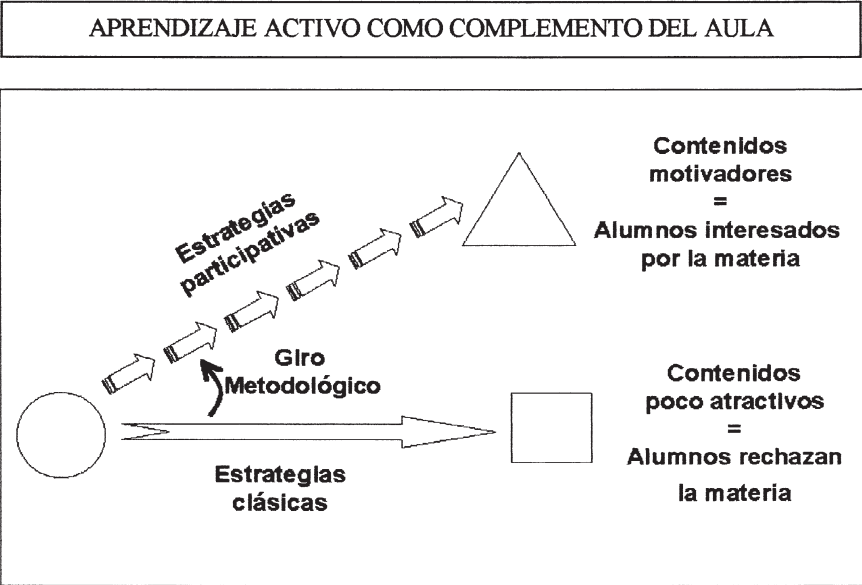 APRENDIZAJE ACTIVO COMO COMPLEMENTO DEL AULA
Contenidos
motivadores
=
Alumnos interesados
por la materia
Estrategias
participativas
Giro
Metodológico
Contenidos
poco atractivos
=
Alumnos rechazan
la materia
Estrategias
clásicas